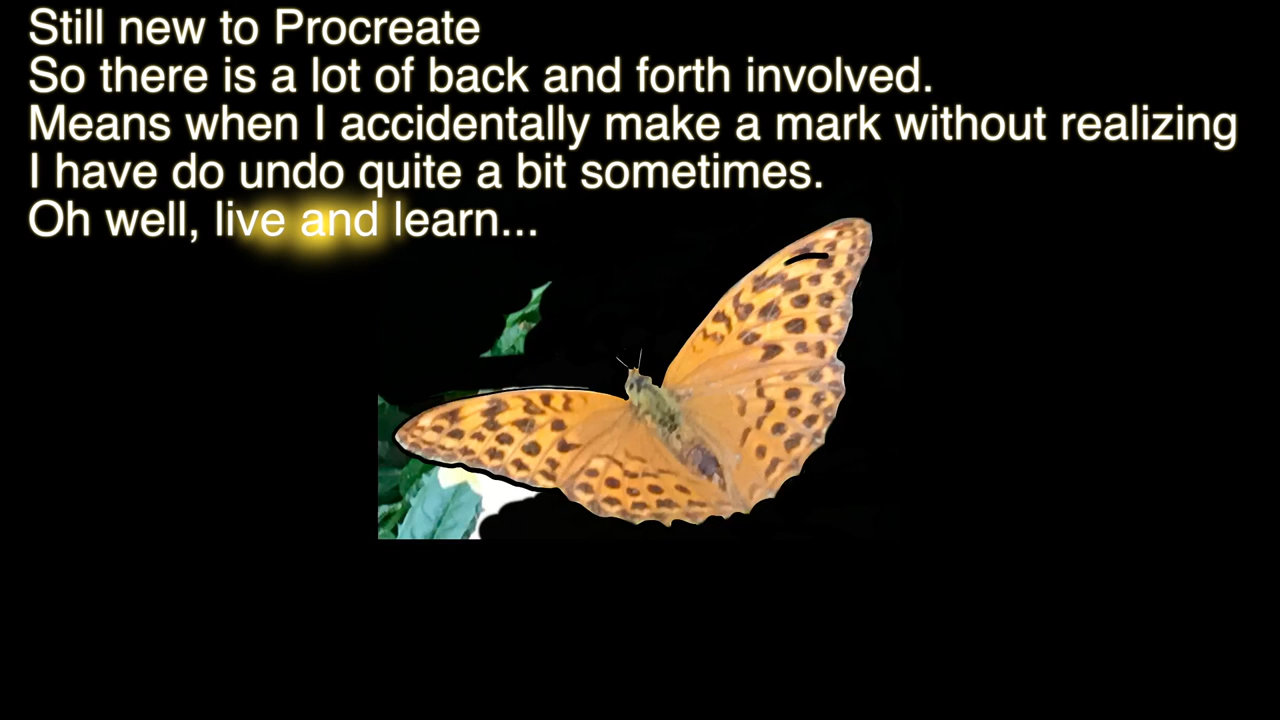 Still new to Procreate
So there is a lot of back and forth involved.
Means when I accidentally make a mark without realizing
I have do undo quite a bit sometimes.
Oh well, live and learn...